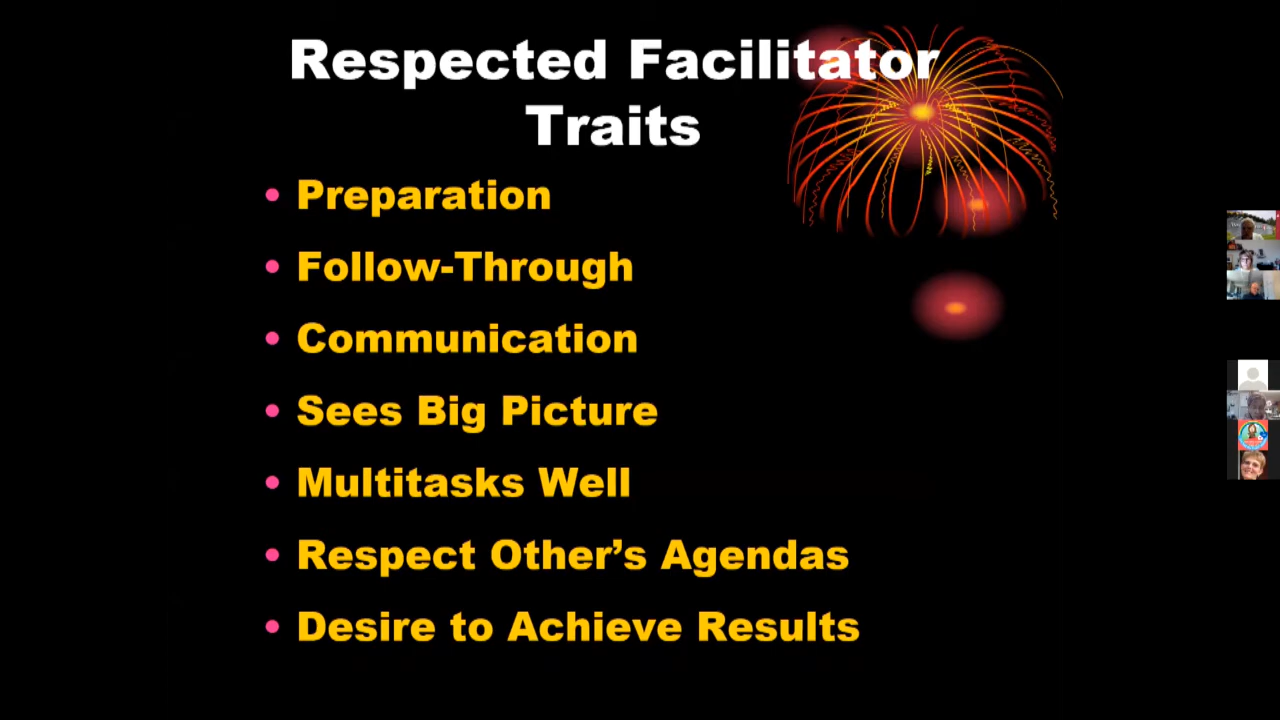 Respected Facilitator
Traits
• Preparation
• Follow-Through
• Communication
• Sees Big Picture
• Multitasks Well
• Respect Other’s Agendas
• Desire to Achieve Results